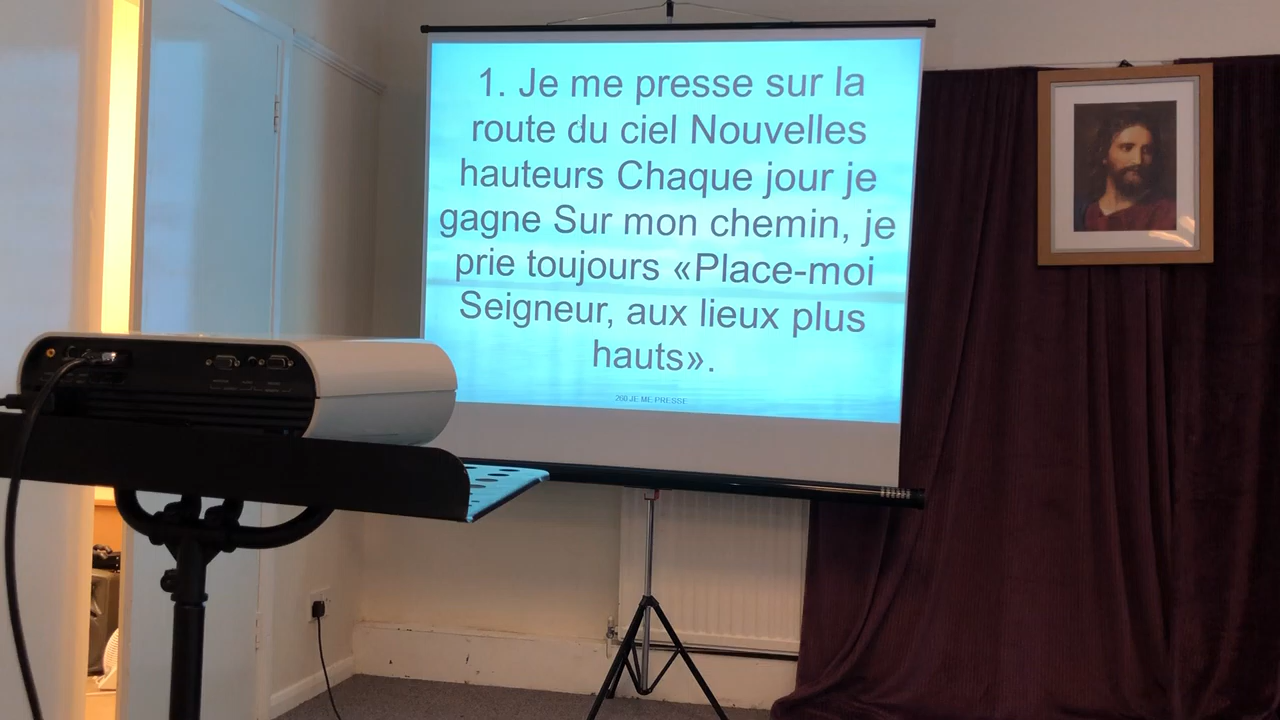 1. Je me presse sur la
route du ciel Nouvelles
hauteurs Chaque jour je
gagne Sur mon chemin, je
prie toujours «Place-moi
Seigneur, aux lieux plus
hauts».
260 JE ME PRESSE